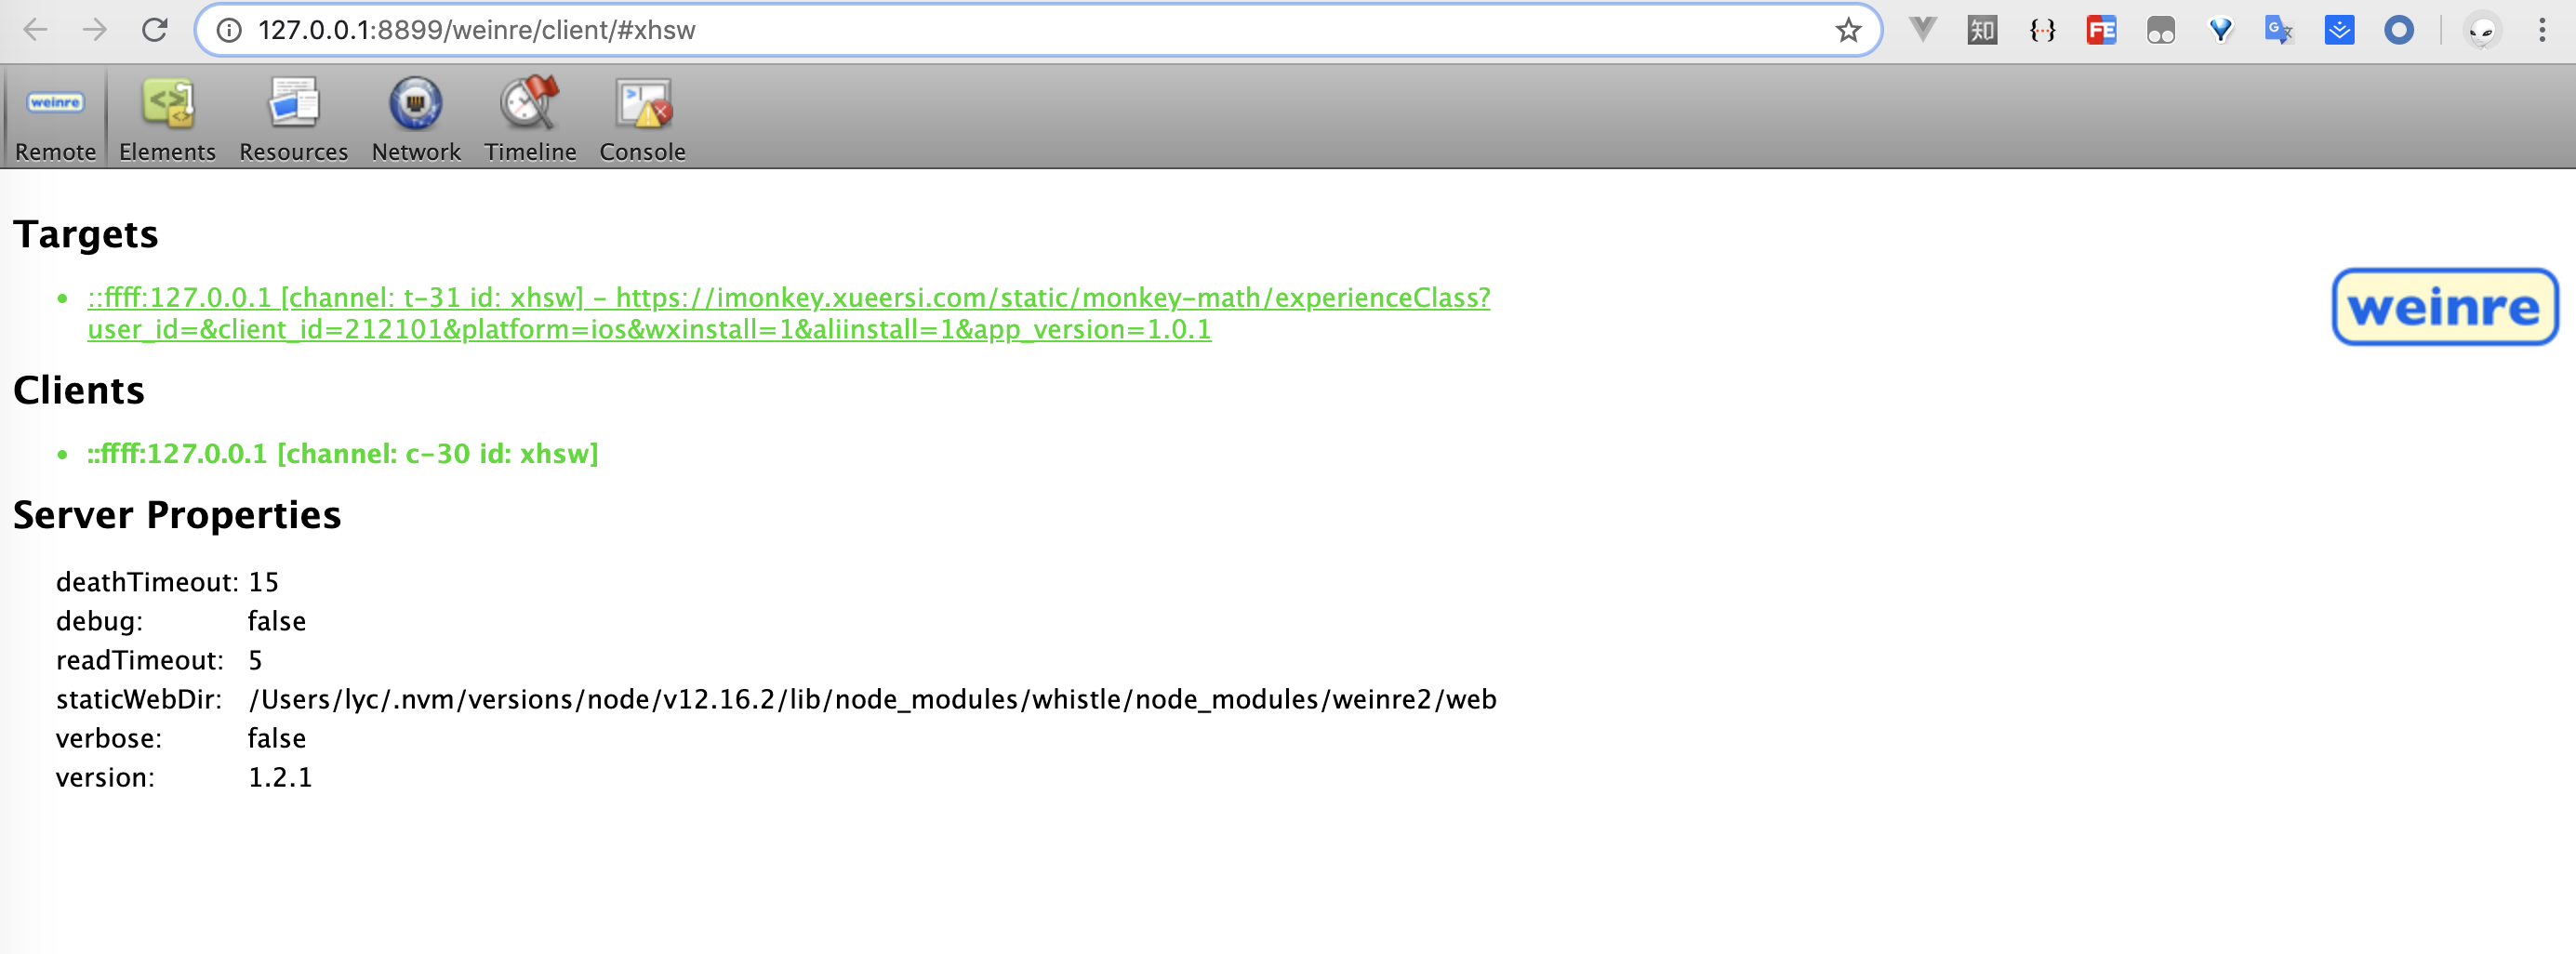 127.0.0.1:8899/weinre/client/#xhsw
知
{··}
FE
G 文
weinre
Remote Elements Resources Network Timeline Console
Targets
::ffff:127.0.0.1 [channel: t-31 id: xhsw] - https://imonkey.xueersi.com/static/monkey-math/experienceClass?
user_id=&client_id=212101&platform=ios&wxinstall=1&aliinstall=1&app_version=1.0.1
weinre
Clients
::ffff:127.0.0.1 [channel: c-30 id: xhsw]
Server Properties
deathTimeout: 15
debug: false
readTimeout: 5
staticWebDir: /Users/lyc/.nvm/versions/node/v12.16.2/lib/node_modules/whistle/node_modules/weinre2/web
verbose: false
version: 1.2.1